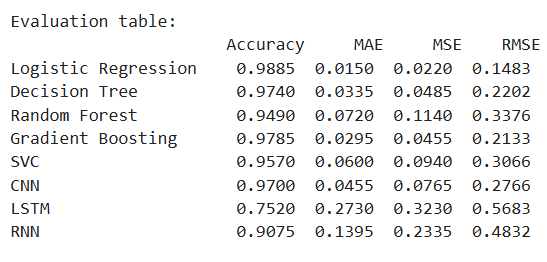 Evaluation table:
Accuracy MAE MSE RMSE
Logistic Regression 0.9885 0.0150 0.0220 0.1483
Decision Tree 0.9740 0.0335 0.0485 0.2202
Random Forest 0.9490 0.0720 0.1140 0.3376
Gradient Boosting 0.9785 0.0295 0.0455 0.2133
SVC 0.9570 0.0600 0.0940 0.3066
CNN 0.9700 0.0455 0.0765 0.2766
LSTM 0.7520 0.2730 0.3230 0.5683
RNN 0.9075 0.1395 0.2335 0.4832